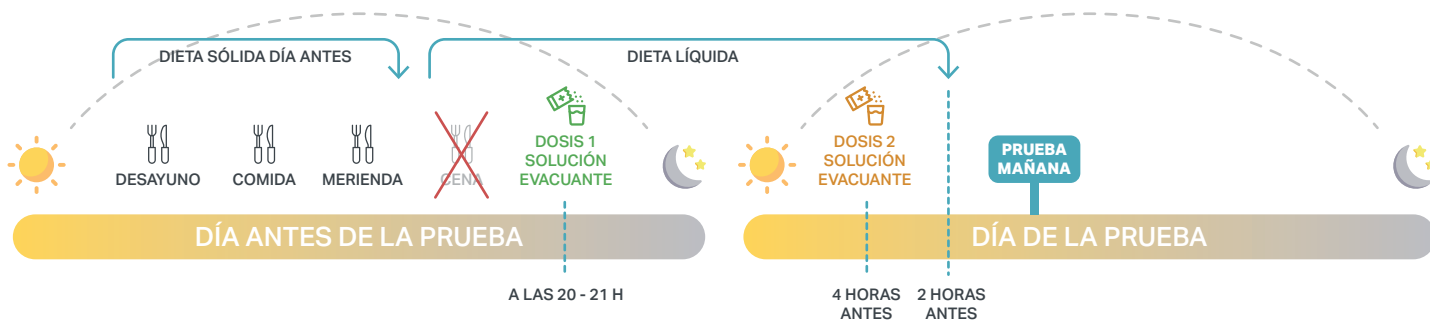 DIETA SÓLIDA DÍA ANTES
DIETA LÍQUIDA
DESAYUNO
COMIDA
MERIENDA
CENA
DOSIS 1
SOLUCIÓN
EVACUANTE
DOSIS 2
SOLUCIÓN
EVACUANTE
PRUEBA
MAÑANA
DÍA ANTES DE LA PRUEBA
DÍA DE LA PRUEBA
A LAS 20 - 21 H
4 HORAS
ANTES
2 HORAS
ANTES